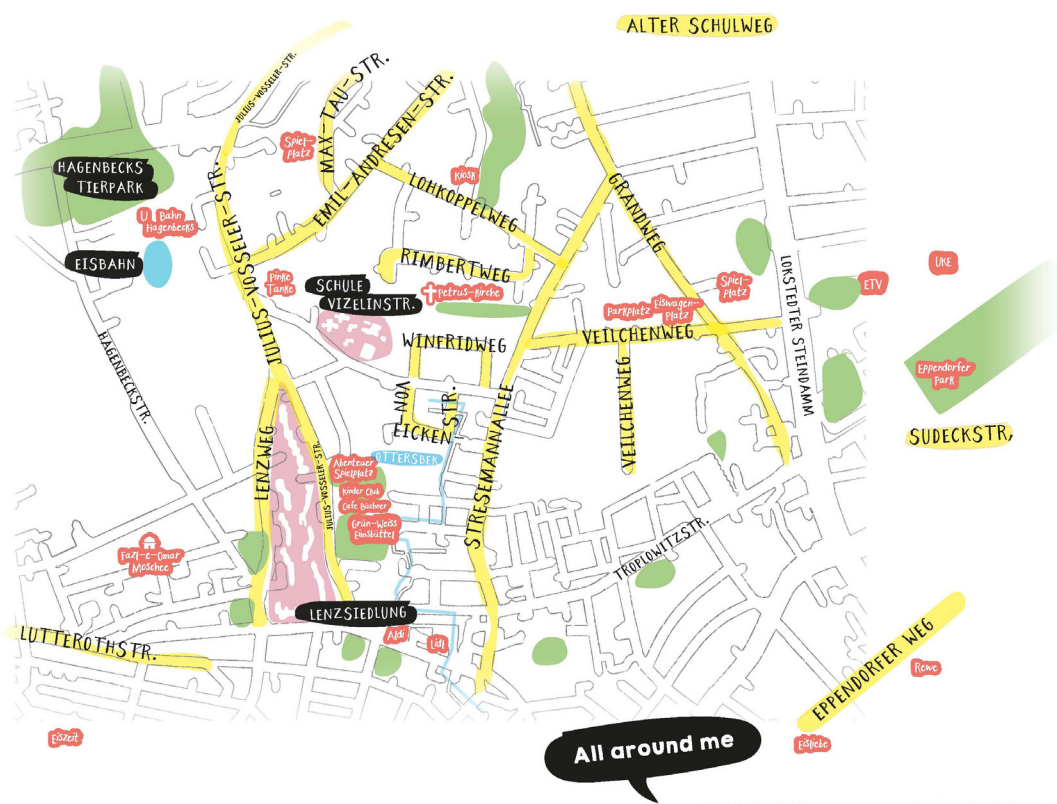 ALTER SCHULWEG
JULIUS-VOSSELER-STR.
MAX-TAU-STR.
EMIL-ANDRESEN-STR.
Spiel-
Platz
HAGENBECKS
TIERPARK
LOHKOPPELWEG
Kiosk
GRANDWEG
U Bahn
Hagenbecks
JULIUS-VOSSELER-STR.
EISBAHN
RIMBERTWEG
Pinke
Tanke
SCHULE
VIZELINSTR.
Petrus-Kirche
Spiel-
Platz
LOKSTEDTER STEINDAMM
ETV
UKE
Parkplatz
Eiswagen-
Platz
VEILCHENWEG
WINFRIDWEG
HAGENBECKSTR.
Eppendorfer
Park
VON
EICKEN
STR.
STRESEMANNALLEE
VEILCHENWEG
SUDECKSTR,
LENZWEG
JULIUS-VOSSELER-STR.
OTTERSBEK
Abenteuer
Spielplatz
Kinder Club
Cafe Büchner
Grün-Weiss
Eimsbüttel
Fazl-e-Omar
Moschee
TROPLOWITZSTR.
LENZSIEDLUNG
Aldi
Lidl
LUTTEROTHSTR.
EPPENDORFER WEG
Rewe
Eiszeit
All around me
Eisliebe